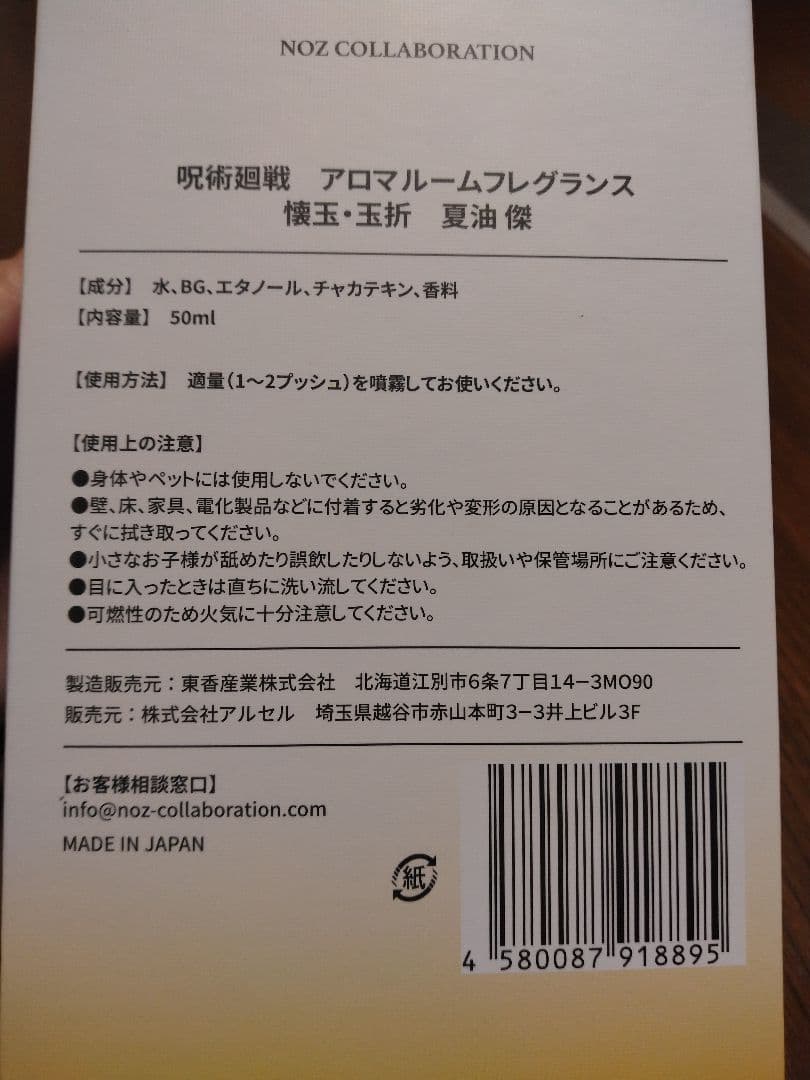 NOZ COLLABORATION
呪術廻戦　アロマルームフレグランス
懐玉・玉折　夏油 傑
【成分】　水、BG、エタノール、チャカテキン、香料
【内容量】　50ml
【使用方法】　適量（1〜2プッシュ）を噴霧してお使いください。
【使用上の注意】
●身体やペットには使用しないでください。
●壁、床、家具、電化製品などに付着すると劣化や変形の原因となることがあるため、
すぐに拭き取ってください。
●小さなお子様が舐めたり誤飲したりしないよう、取扱いや保管場所にご注意ください。
●目に入ったときは直ちに洗い流してください。
●可燃性のため火気に十分注意してください。
製造販売元：東香産業株式会社　北海道江別市6条7丁目14−3MO90
販売元：株式会社アルセル　埼玉県越谷市赤山本町3−3井上ビル3F
【お客様相談窓口】
info@noz-collaboration.com
MADE IN JAPAN
紙
4 580087 918895